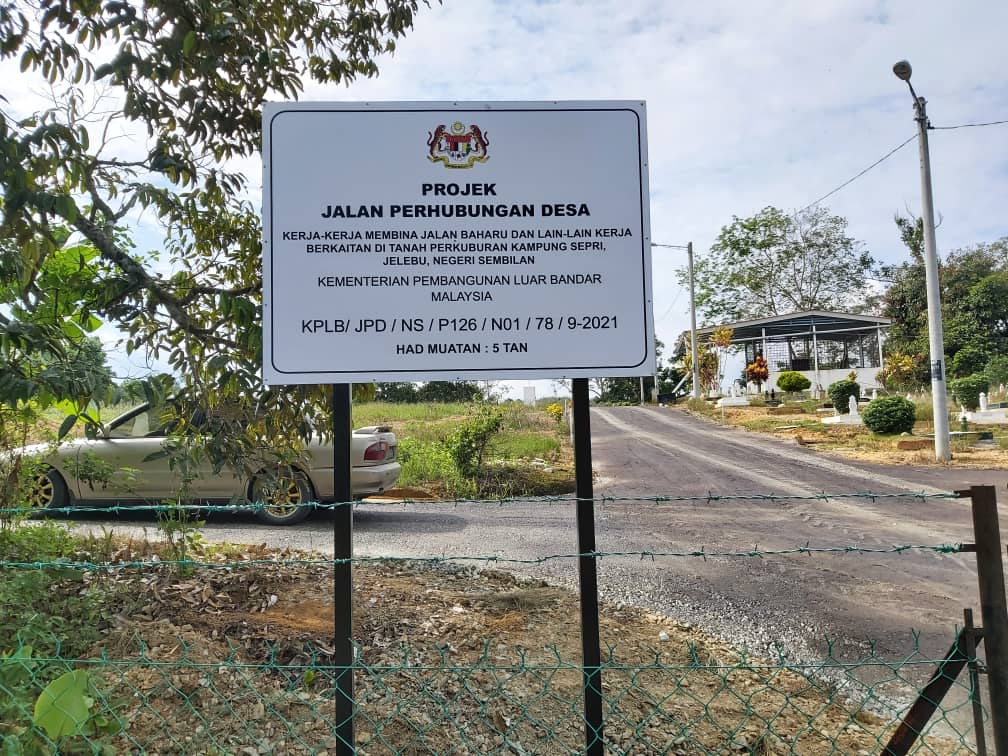 PROJEK
JALAN PERHUBUNGAN DESA
KERJA-KERJA MEMBINA JALAN BAHARU DAN LAIN-LAIN KERJA
BERKAITAN DI TANAH PERKUBURAN KAMPUNG SEPRI,
JELEBU, NEGERI SEMBILAN
KEMENTERIAN PEMBANGUNAN LUAR BANDAR
MALAYSIA
KPLB/ JPD / NS / P126 / N01 / 78 / 9-2021
HAD MUATAN : 5 TAN